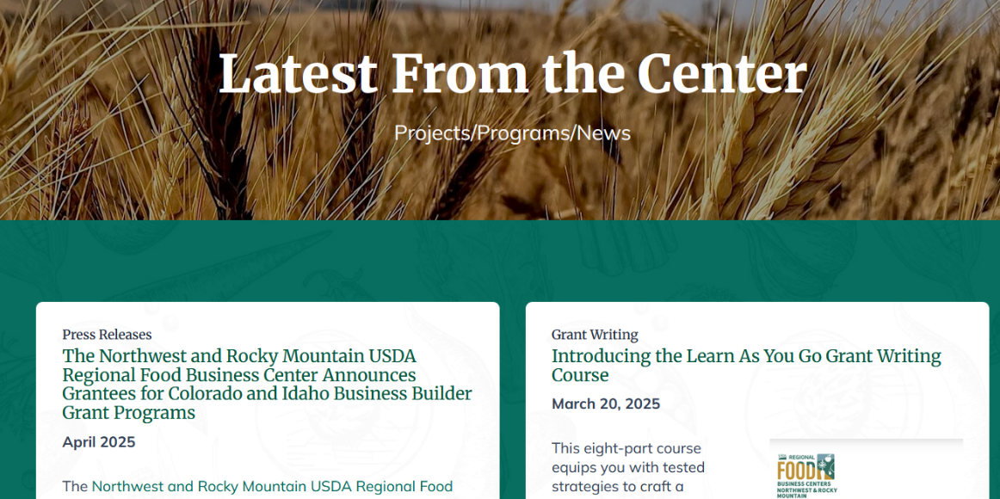 Latest From the Center
Projects/Programs/News
Press Releases
The Northwest and Rocky Mountain USDA
Regional Food Business Center Announces
Grantees for Colorado and Idaho Business Builder
Grant Programs
April 2025
The Northwest and Rocky Mountain USDA Regional Food
Grant Writing
Introducing the Learn As You Go Grant Writing
Course
March 20, 2025
This eight-part course
equips you with tested
strategies to craft a
USDA REGIONAL
FOOD
BUSINESS CENTERS
NORTHWEST & ROCKY
MOUNTAIN